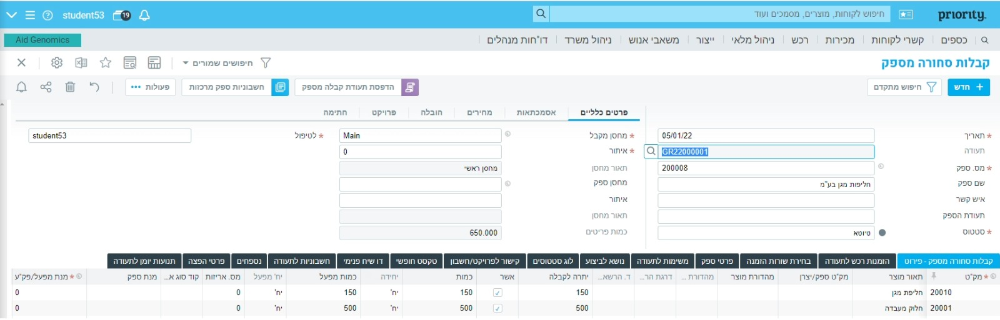 priority.
חיפוש לקוחות, מוצרים, מסמכים ועוד
19
student53
כספים | קשרי לקוחות | מכירות | רכש | ניהול מלאי | ייצור | משאבי אנוש | ניהול משרד | דו"חות מנהלים
Aid Genomics
קבלות סחורה מספק
חיפושים שמורים
+ חדש
חיפוש מתקדם
הדפסת תעודת קבלה מספק
חשבוניות ספק מרכזות
פעולות
פרטים כלליים
אסמכתאות
מחירים
הובלה
פרויקט
חתימה
* תאריך 05/01/22
תעודה GR22000001
* מס. ספק 200008
שם ספק חליפות מגן בע"מ
איש קשר
תעודת הספק
* סטטוס טיוטא
* מחסן מקבל Main
* איתור 0
תאור מחסן מחסן ראשי
מחסן ספק
איתור
תאור מחסן
כמות פריטים 650.000
* לטיפול student53
קבלות סחורה מספק - פירוט
הזמנות רכש לתעודה
בחירת שורות הזמנה
פרטי ספק
משימות לתעודה
נושא לביצוע
לוג סטטוסים
קישור לפרויקט/חשבון
טקסט חופשי
דו שיח פנימי
חשבוניות לתעודה
נספחים
פרטי הפצה
תנועות יומן לתעודה
* מק"ט תאור מוצר מק"ט ספק/יצרן מהדורת מוצר מהדורת ... דרגת הר... ד. הרשא... יתרה לקבלה אשר כמות יחידה כמות מפעל יח' מפעל מס. אריזות קוד סוג א... מנת ספק * מנת מפעל/פק"ע
20010 חליפת מגן 150 150 יח' 150 יח' 0 0
20001 חלוק מעבדה 500 500 יח' 500 יח' 0 0